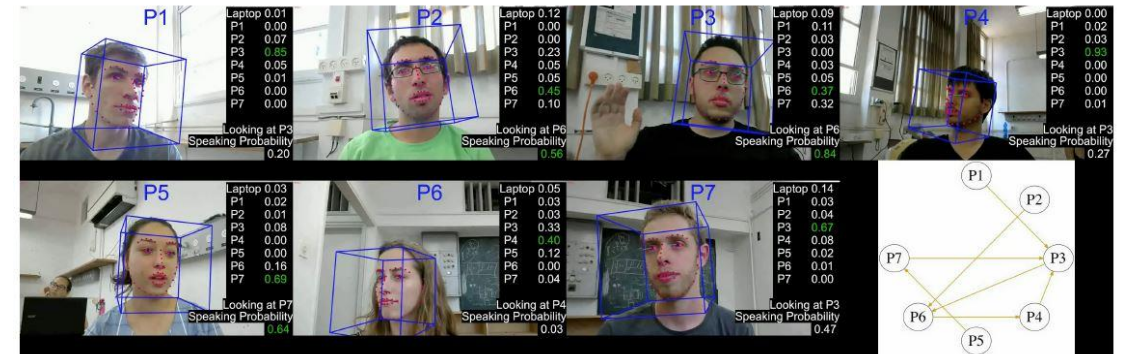 P1
Laptop 0.01
P1 0.00
P2 0.07
P3 0.85
P4 0.05
P5 0.01
P6 0.00
P7 0.00
Looking at P3
Speaking Probability
0.20
P2
Laptop 0.12
P1 0.00
P2 0.00
P3 0.23
P4 0.05
P5 0.05
P6 0.45
P7 0.10
Looking at P6
Speaking Probability
0.56
P3
Laptop 0.09
P1 0.11
P2 0.03
P3 0.00
P4 0.03
P5 0.05
P6 0.37
P7 0.32
Looking at P6
Speaking Probability
0.84
P4
Laptop 0.00
P1 0.02
P2 0.03
P3 0.93
P4 0.00
P5 0.00
P6 0.00
P7 0.01
Looking at P3
Speaking Probability
0.27
P5
Laptop 0.03
P1 0.02
P2 0.01
P3 0.08
P4 0.00
P5 0.00
P6 0.16
P7 0.69
Looking at P7
Speaking Probability
0.64
P6
Laptop 0.05
P1 0.03
P2 0.03
P3 0.33
P4 0.40
P5 0.12
P6 0.00
P7 0.04
Looking at P4
Speaking Probability
0.03
P7
Laptop 0.14
P1 0.03
P2 0.04
P3 0.67
P4 0.08
P5 0.02
P6 0.01
P7 0.00
Looking at P3
Speaking Probability
0.47
P1
P2
P7
P3
P6
P4
P5